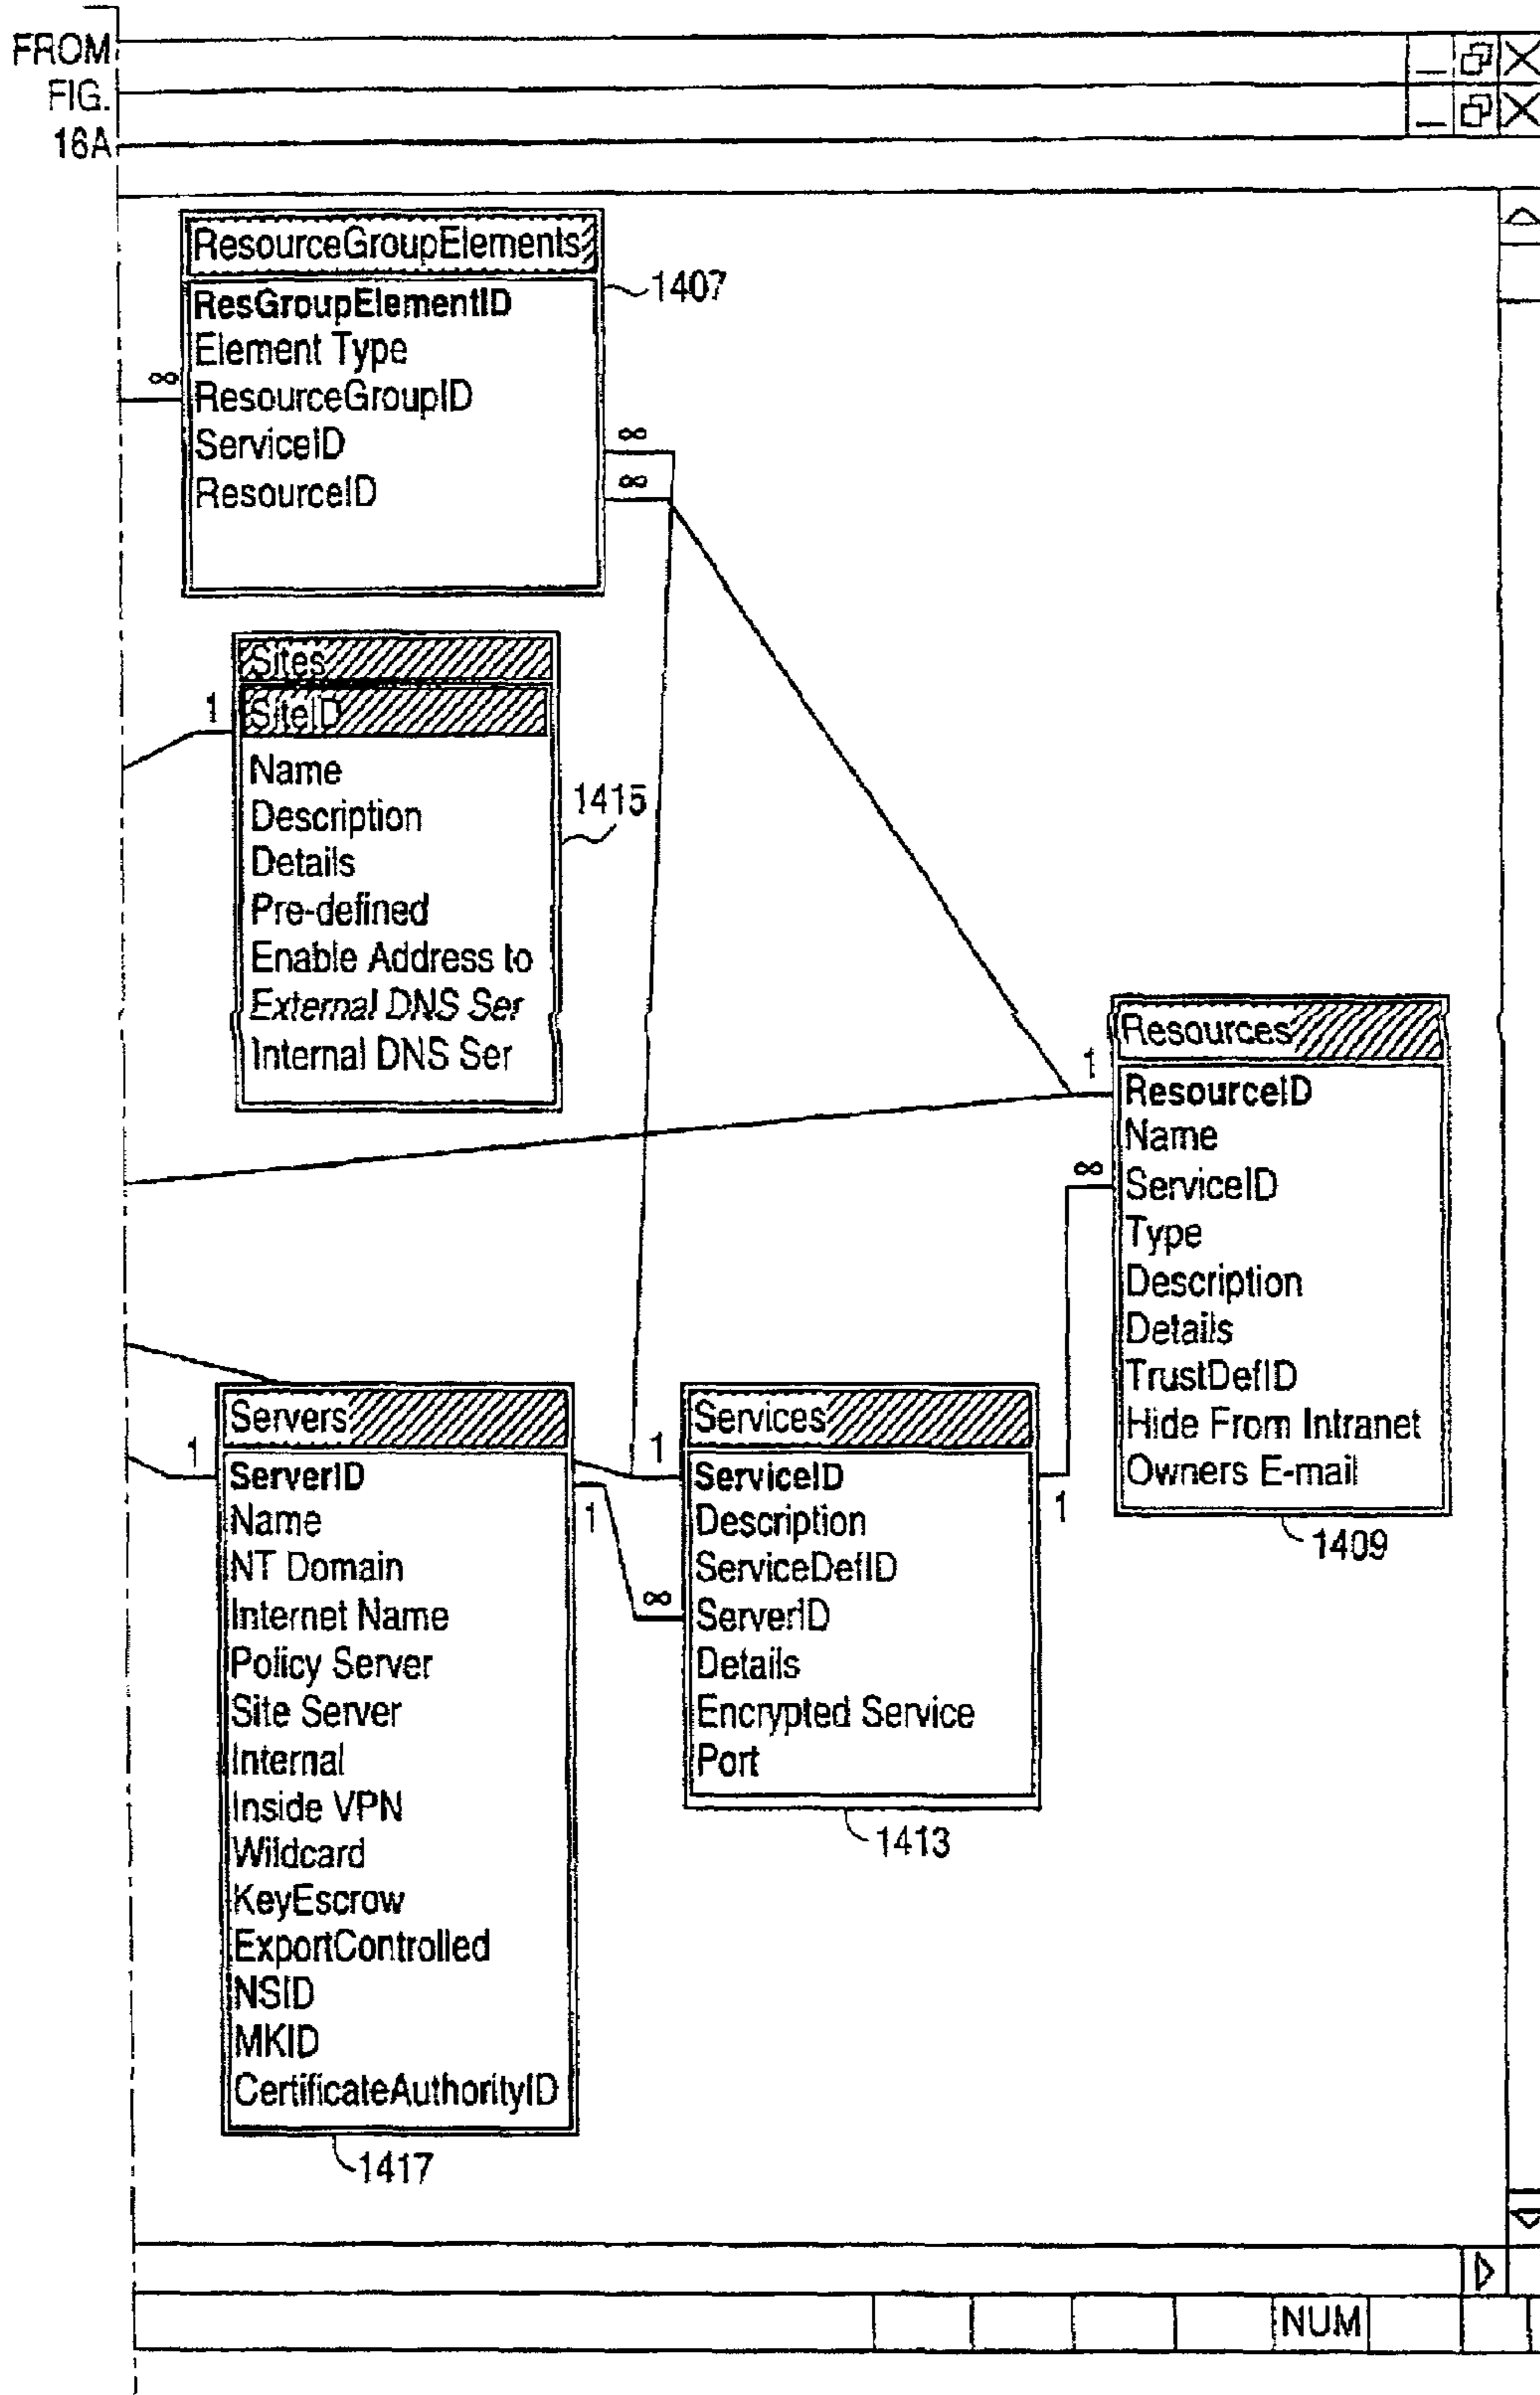 FROM
FIG.
16A
ResourceGroupElements
1407
ResGroupElementID
Element Type
∞
ResourceGroupID
ServiceID
∞
ResourceID
∞
Sites
1
SiteID
Name
Description
1415
Details
Pre-defined
Enable Address to
External DNS Ser
Internal DNS Ser
Resources
1
ResourceID
Name
∞
ServiceID
Type
Description
Details
TrustDefID
Hide From Intranet
Owners E-mail
1409
Servers
1
ServerID
Name
NT Domain
Internet Name
Policy Server
Site Server
Internal
Inside VPN
Wildcard
KeyEscrow
ExportControlled
NSID
MKID
CertificateAuthorityID
1417
1
Services
1
ServiceID
1
Description
ServiceDefID
∞
ServerID
Details
Encrypted Service
Port
1413
NUM